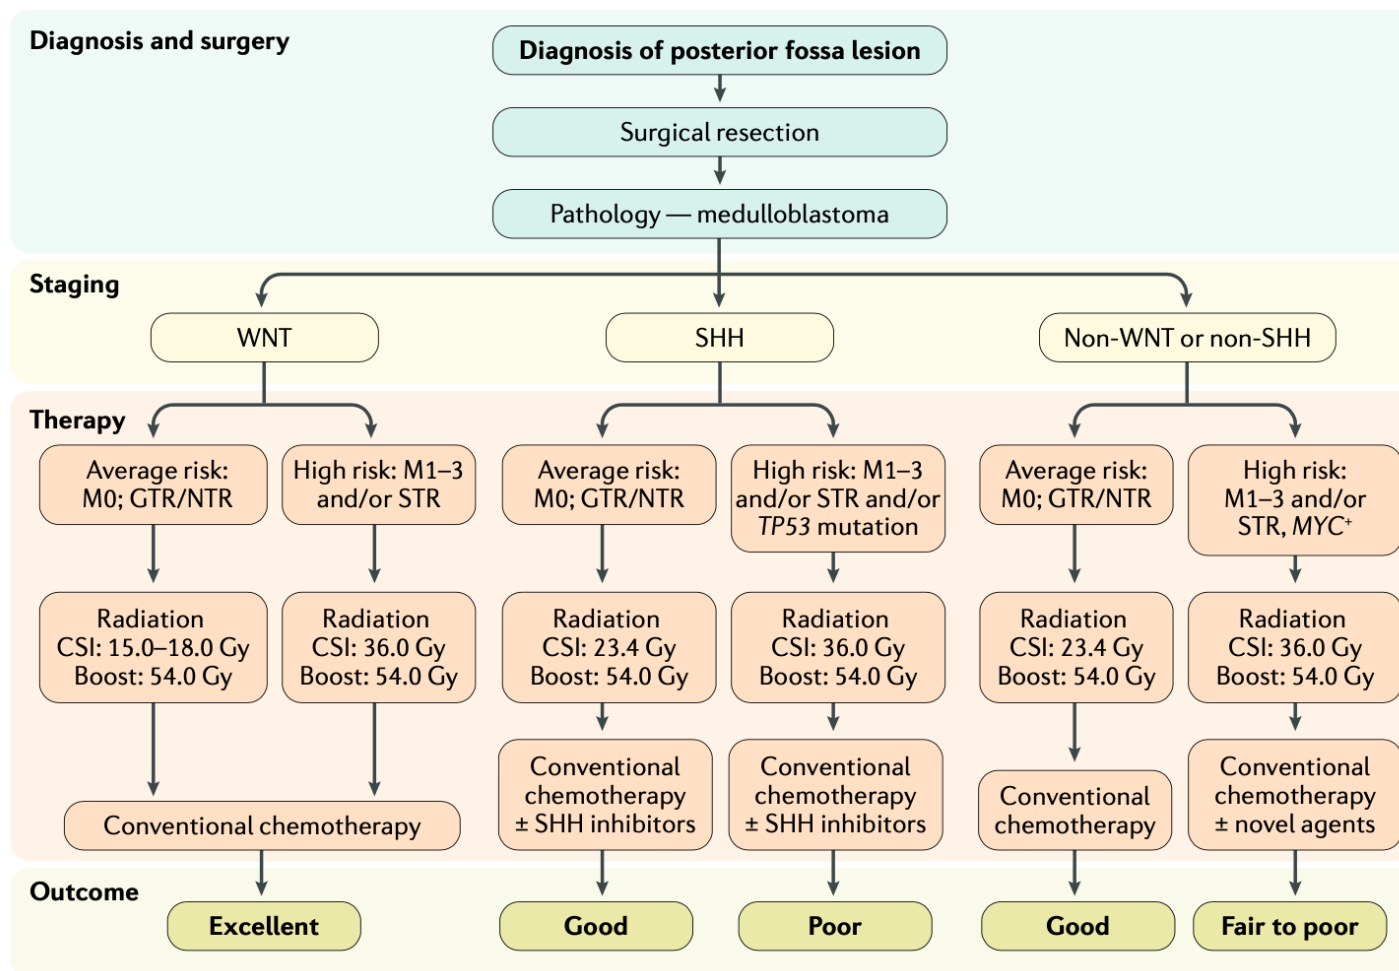 Diagnosis and surgery
Diagnosis of posterior fossa lesion
Surgical resection
Pathology — medulloblastoma
Staging
WNT
SHH
Non-WNT or non-SHH
Therapy
Average risk:
M0; GTR/NTR
High risk: M1–3
and/or STR
Average risk:
M0; GTR/NTR
High risk: M1–3
and/or STR and/or
TP53 mutation
Average risk:
M0; GTR/NTR
High risk:
M1–3 and/or
STR, MYC⁺
Radiation
CSI: 15.0–18.0 Gy
Boost: 54.0 Gy
Radiation
CSI: 36.0 Gy
Boost: 54.0 Gy
Radiation
CSI: 23.4 Gy
Boost: 54.0 Gy
Radiation
CSI: 36.0 Gy
Boost: 54.0 Gy
Radiation
CSI: 23.4 Gy
Boost: 54.0 Gy
Radiation
CSI: 36.0 Gy
Boost: 54.0 Gy
Conventional chemotherapy
Conventional
chemotherapy
± SHH inhibitors
Conventional
chemotherapy
± SHH inhibitors
Conventional
chemotherapy
Conventional
chemotherapy
± novel agents
Outcome
Excellent
Good
Poor
Good
Fair to poor